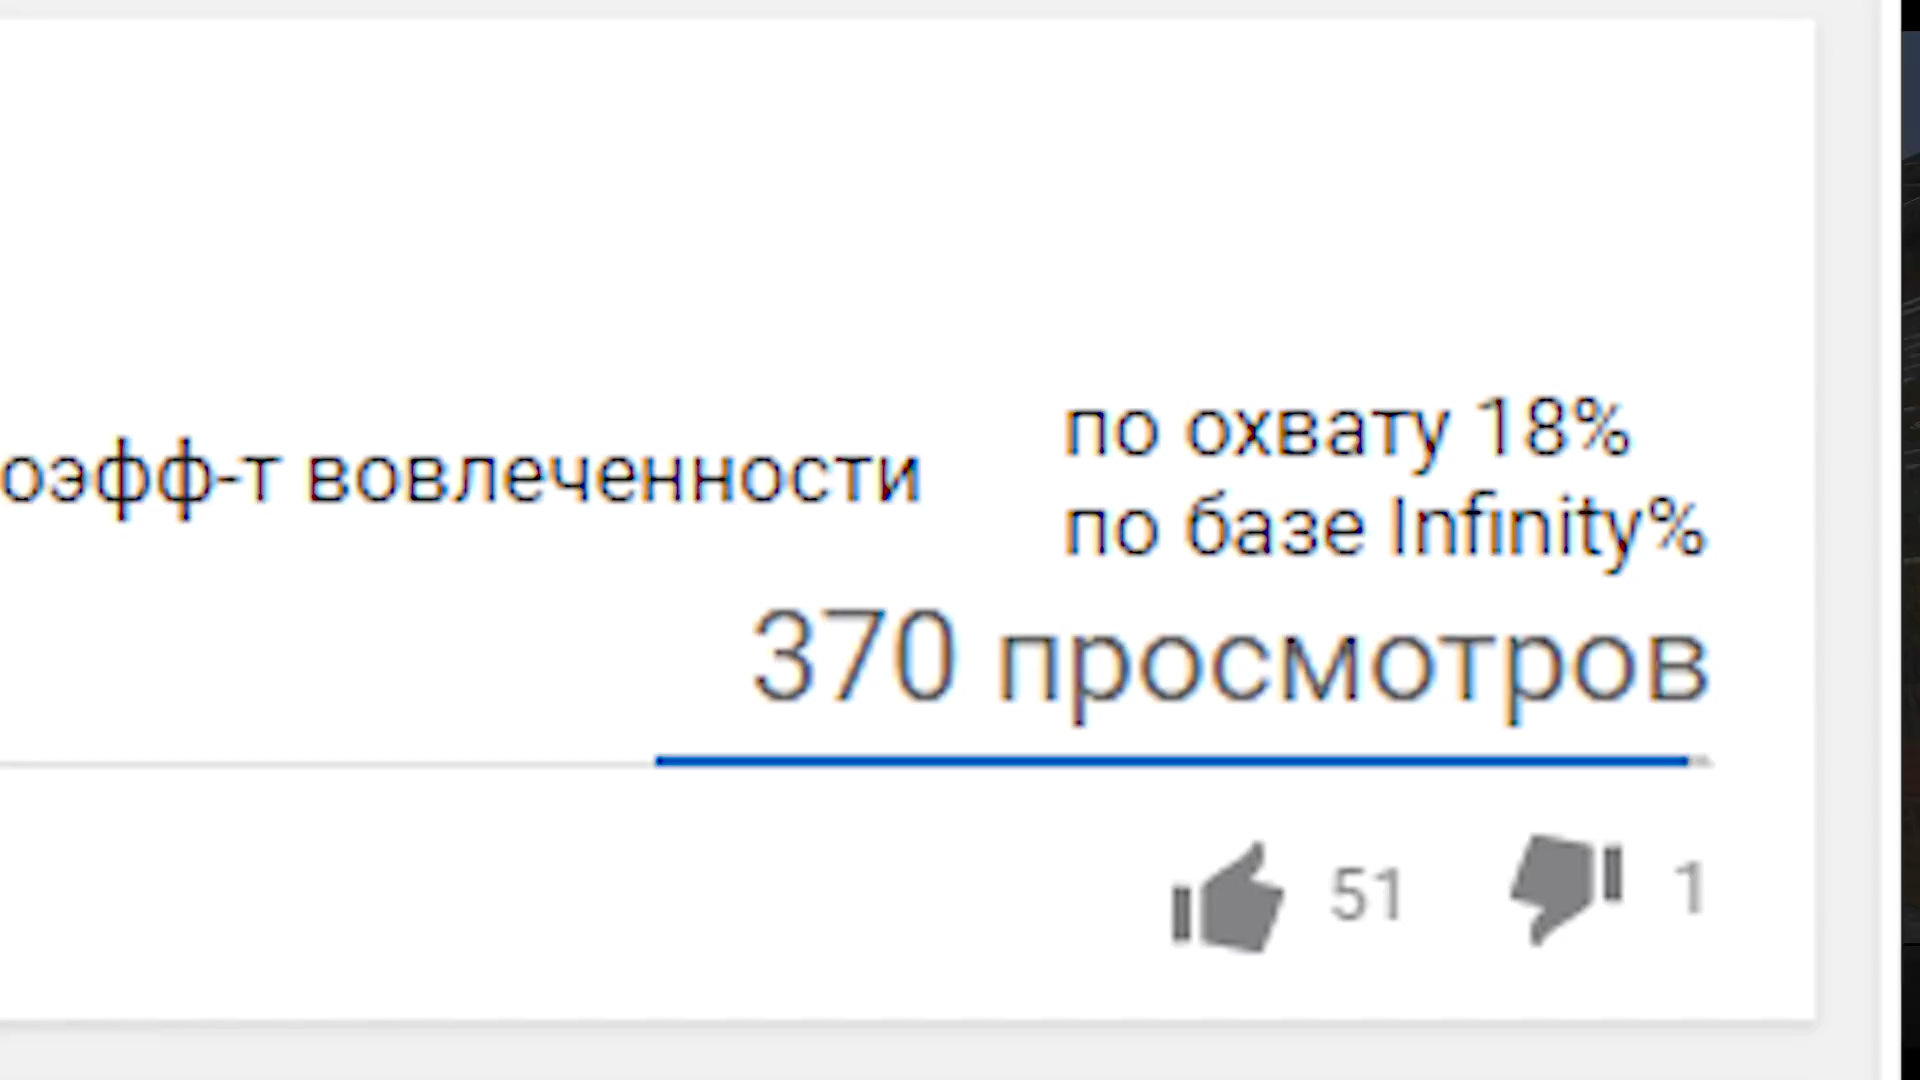 по охвату 18%
оэфф-т вовлеченности
по базе Infinity%
370 просмотров
51 1